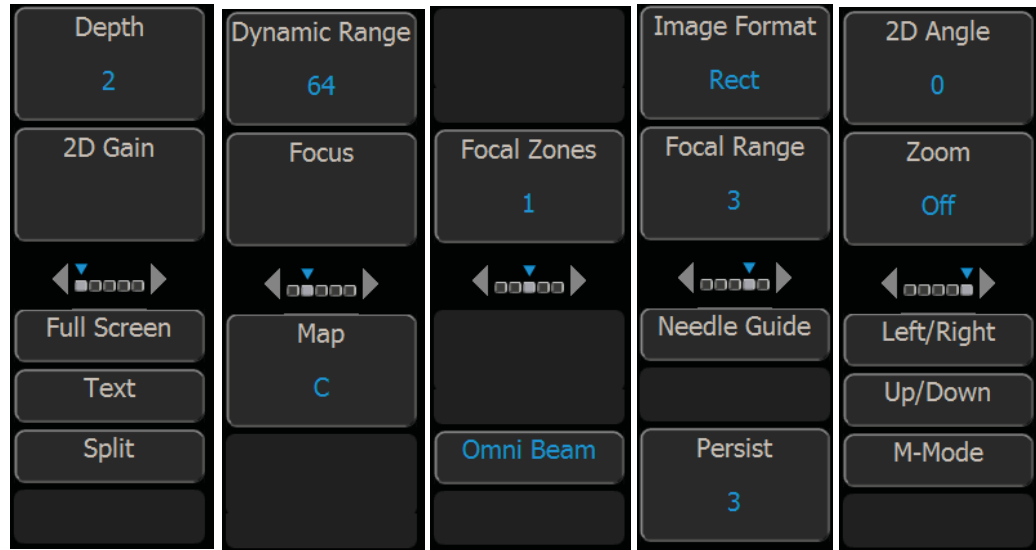 Depth
2
2D Gain
Full Screen
Text
Split
Dynamic Range
64
Focus
Map
C
Focal Zones
1
Omni Beam
Image Format
Rect
Focal Range
3
Needle Guide
Persist
3
2D Angle
0
Zoom
Off
Left/Right
Up/Down
M-Mode